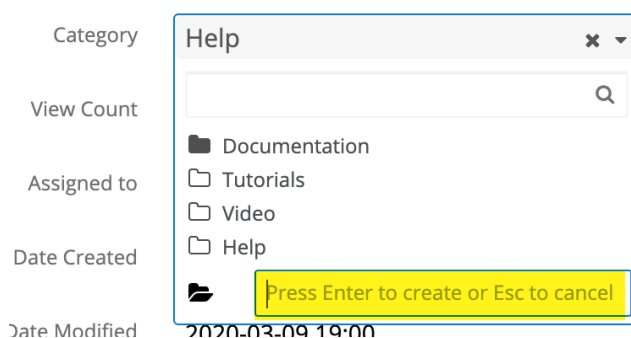 Category
Help
View Count
Documentation
Assigned to
Tutorials
Video
Date Created
Help
Press Enter to create or Esc to cancel
Date Modified
2020-03-09 19:00